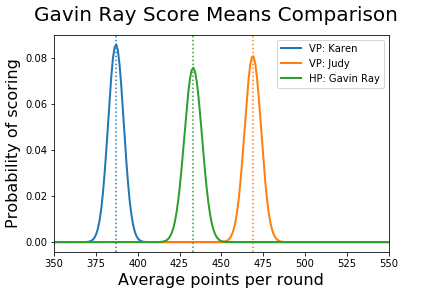 Gavin Ray Score Means Comparison
VP: Karen
VP: Judy
HP: Gavin Ray
Probability of scoring
0.08
0.06
0.04
0.02
0.00
350 375 400 425 450 475 500 525 550
Average points per round